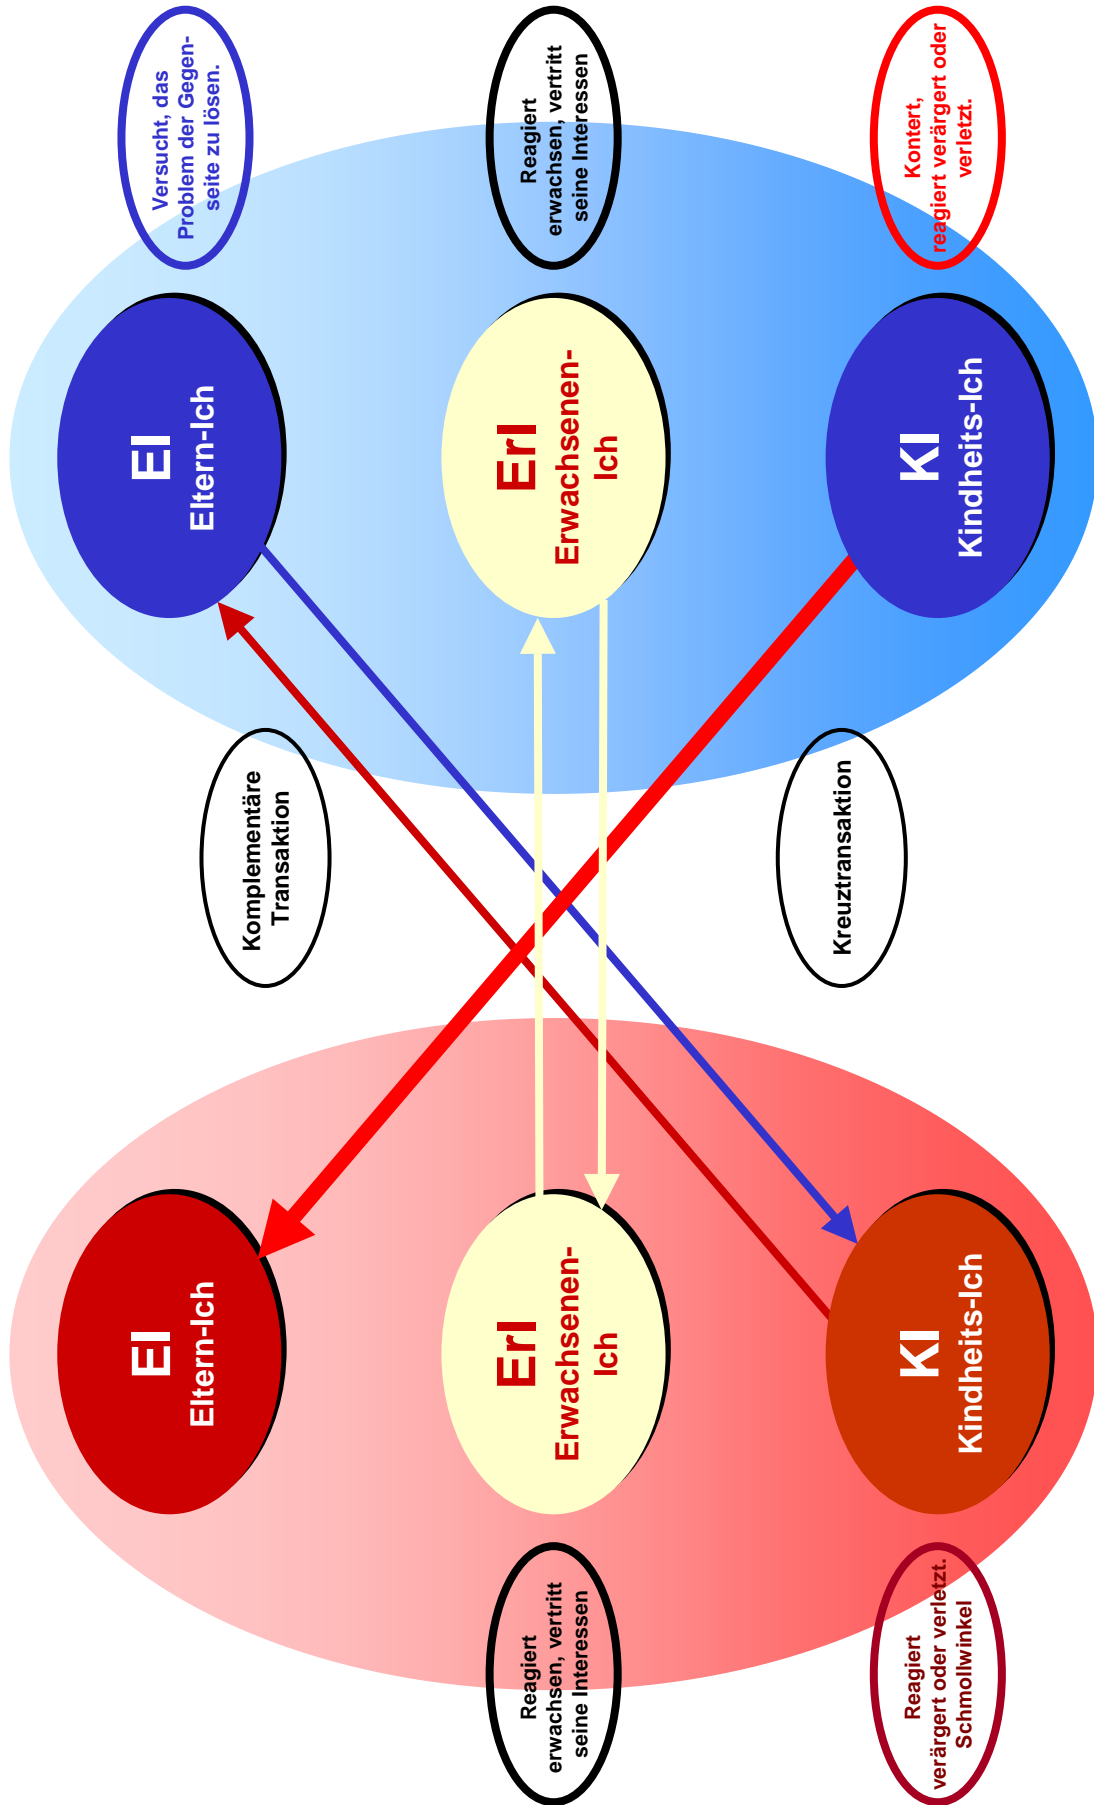 EI
Eltern-Ich
Komplementäre
Transaktion
EI
Eltern-Ich
Versucht, das
Problem der Gegen-
seite zu lösen.
Reagiert
erwachsen, vertritt
seine Interessen
ErI
Erwachsenen-
Ich
ErI
Erwachsenen-
Ich
Reagiert
erwachsen, vertritt
seine Interessen
Reagiert
verärgert oder verletzt.
Schmollwinkel
KI
Kindheits-Ich
Kreuztransaktion
KI
Kindheits-Ich
Kontert,
reagiert verärgert oder
verletzt.